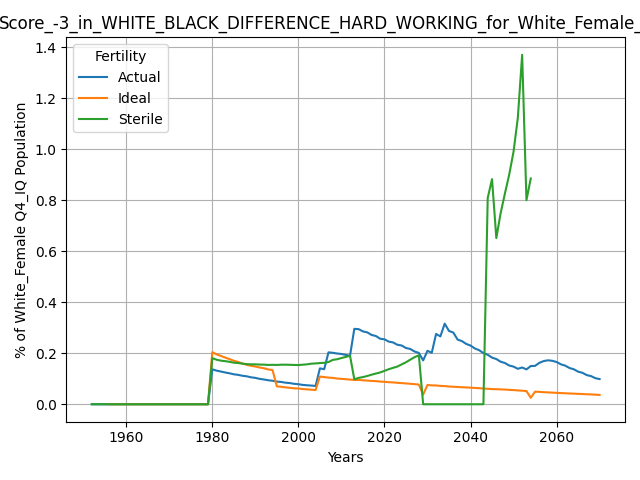 Score_-3_in_WHITE_BLACK_DIFFERENCE_HARD_WORKING_for_White_Female_
Fertility
Actual
Ideal
Sterile
% of White_Female Q4_IQ Population
1.4
1.2
1.0
0.8
0.6
0.4
0.2
0.0
1960 1980 2000 2020 2040 2060
Years